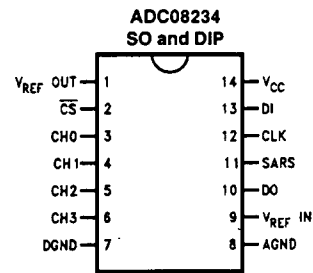 ADC08234
SO and DIP
VREF OUT 1 14 VCC
CS 2 13 DI
CH0 3 12 CLK
CH1 4 11 SARS
CH2 5 10 DO
CH3 6 9 VREF IN
DGND 7 8 AGND